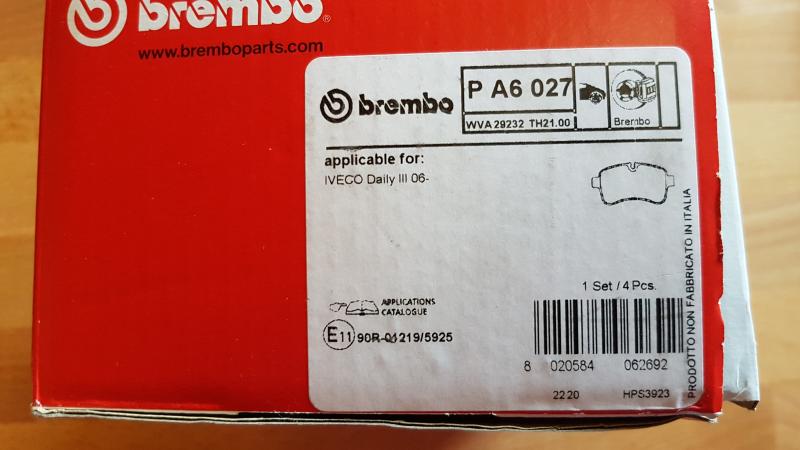 brembo®
www.bremboparts.com
brembo
P A6 027
WVA 29232 TH21.00
Brembo
applicable for:
IVECO Daily III 06-
1 Set / 4 Pcs.
APPLICATIONS
CATALOGUE
E11 90R-01219/5925
8 020584 062692
2220 HPS3923
PRODOTTO NON FABBRICATO IN ITALIA